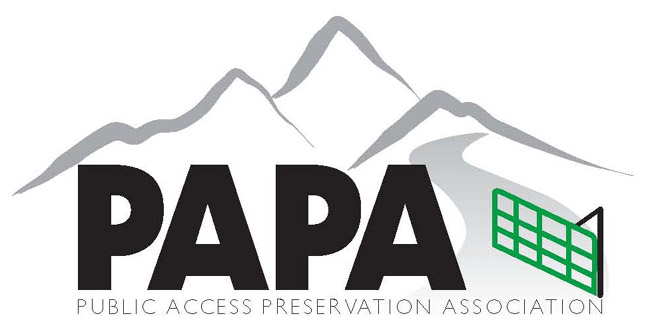 PAPA
PUBLIC ACCESS PRESERVATION ASSOCIATION